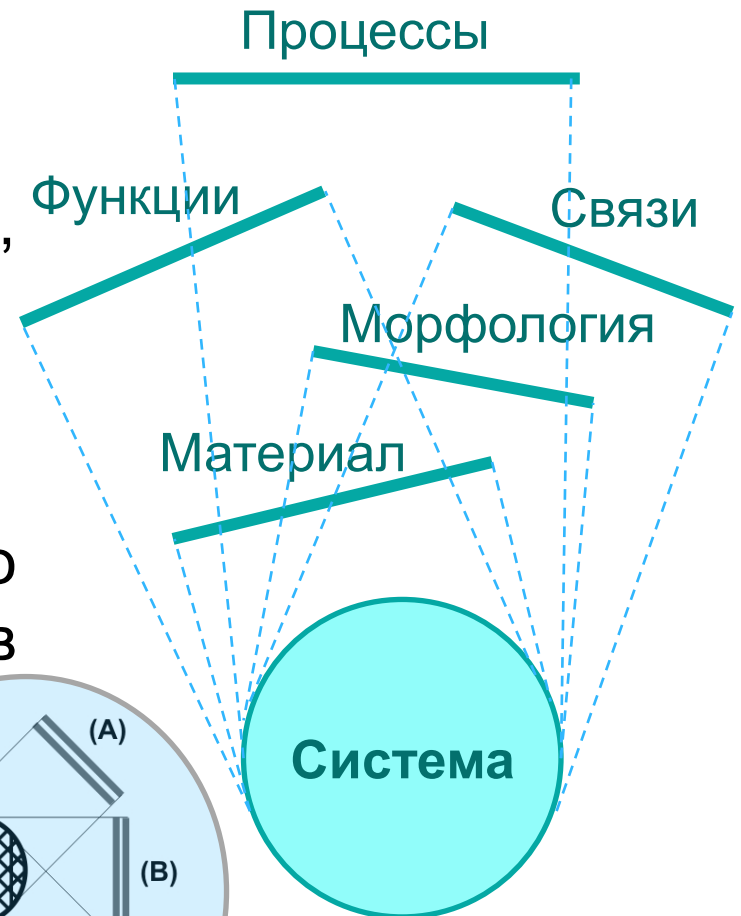 Процессы
Функции
,
Связи
Морфология
Материал
о
в
(A)
Система
(B)